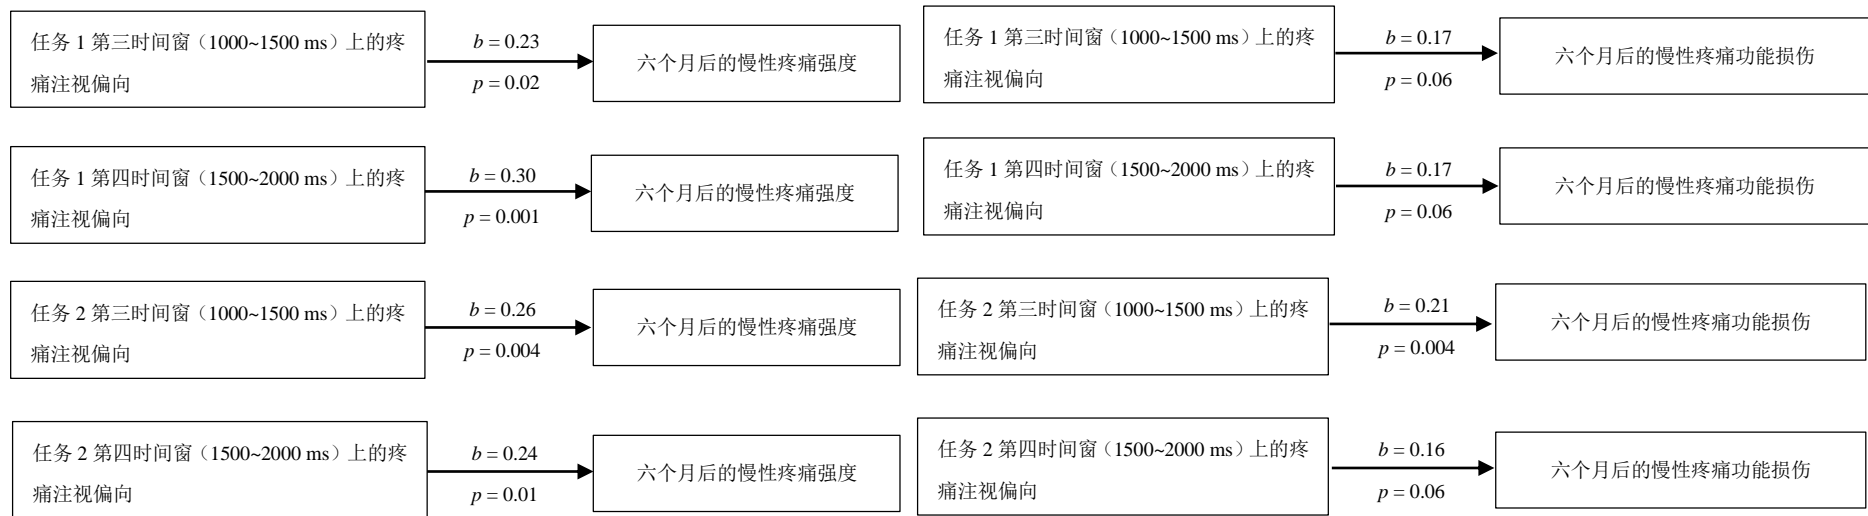 任务 1 第三时间窗（1000~1500 ms）上的疼
痛注视偏向
b = 0.23
p = 0.02
六个月后的慢性疼痛强度
任务 1 第三时间窗（1000~1500 ms）上的疼
痛注视偏向
b = 0.17
p = 0.06
六个月后的慢性疼痛功能损伤
任务 1 第四时间窗（1500~2000 ms）上的疼
痛注视偏向
b = 0.30
p = 0.001
六个月后的慢性疼痛强度
任务 1 第四时间窗（1500~2000 ms）上的疼
痛注视偏向
b = 0.17
p = 0.06
六个月后的慢性疼痛功能损伤
任务 2 第三时间窗（1000~1500 ms）上的疼
痛注视偏向
b = 0.26
p = 0.004
六个月后的慢性疼痛强度
任务 2 第三时间窗（1000~1500 ms）上的疼
痛注视偏向
b = 0.21
p = 0.004
六个月后的慢性疼痛功能损伤
任务 2 第四时间窗（1500~2000 ms）上的疼
痛注视偏向
b = 0.24
p = 0.01
六个月后的慢性疼痛强度
任务 2 第四时间窗（1500~2000 ms）上的疼
痛注视偏向
b = 0.16
p = 0.06
六个月后的慢性疼痛功能损伤